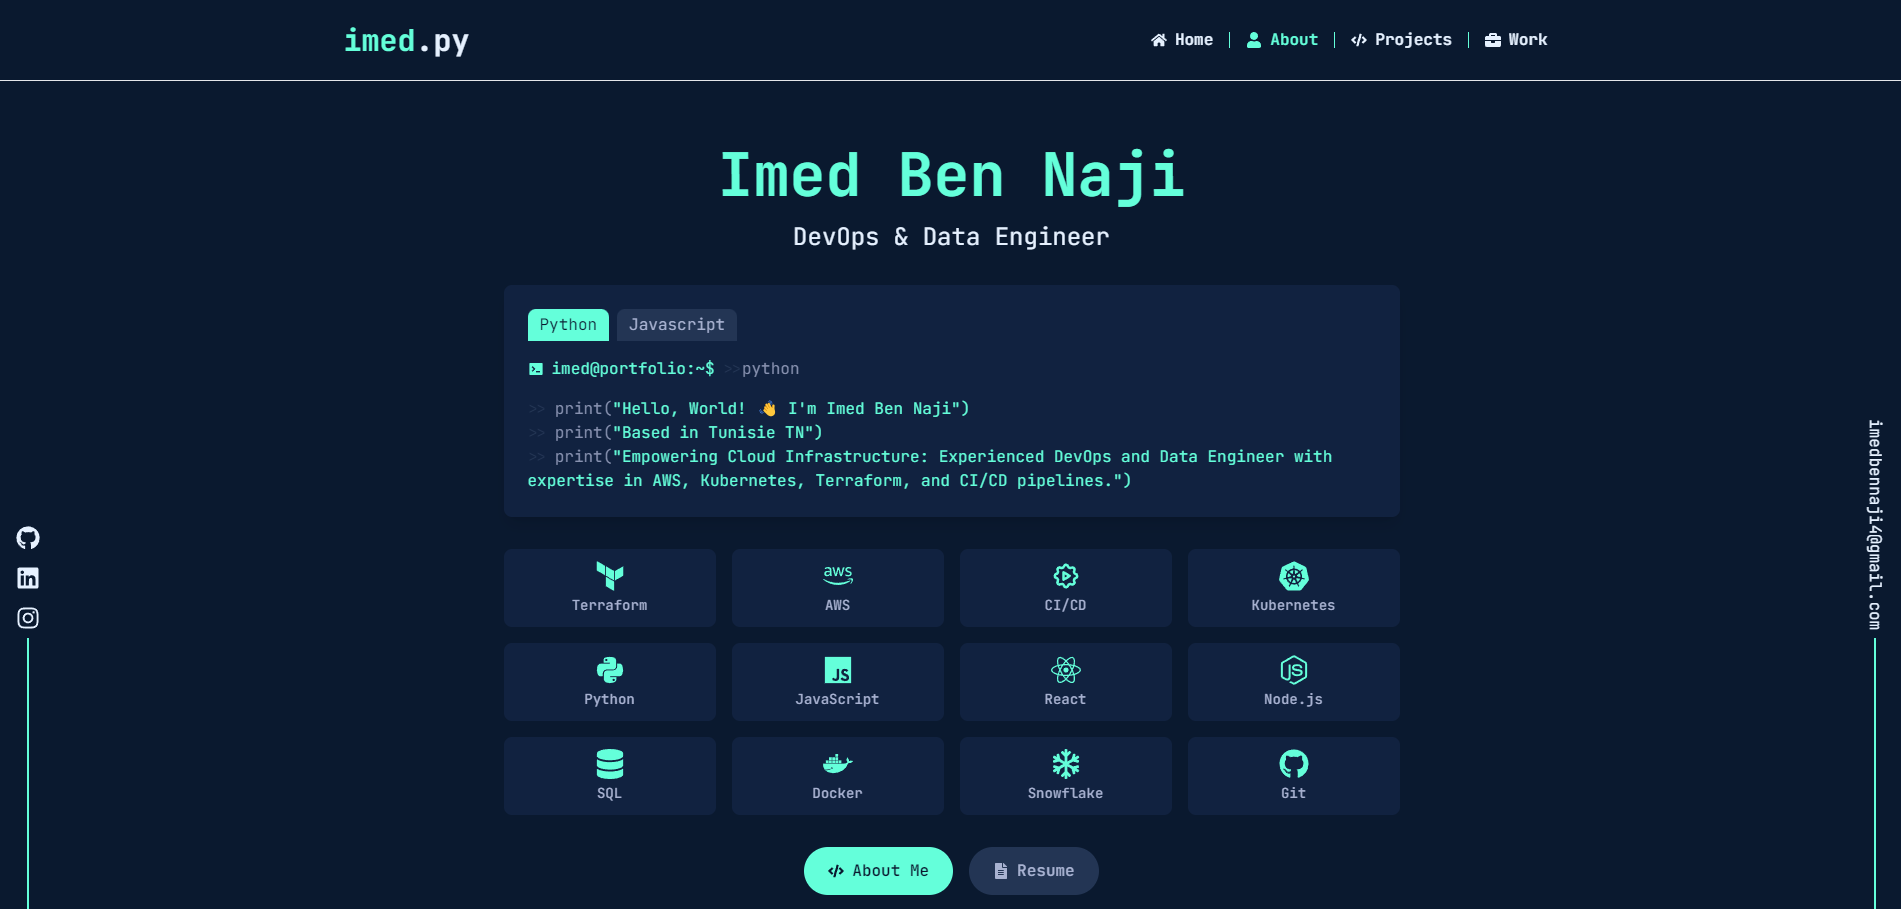 imed.py
Home | About | Projects | Work
Imed Ben Naji
DevOps & Data Engineer
Python Javascript
imed@portfolio:~$ >>python
>> print("Hello, World! 👋 I'm Imed Ben Naji")
>> print("Based in Tunisie TN")
>> print("Empowering Cloud Infrastructure: Experienced DevOps and Data Engineer with
expertise in AWS, Kubernetes, Terraform, and CI/CD pipelines.")
aws
Terraform AWS CI/CD Kubernetes
JS JS
Python JavaScript React Node.js
SQL Docker Snowflake Git
</> About Me Resume
in
imedbennaji4@gmail.com